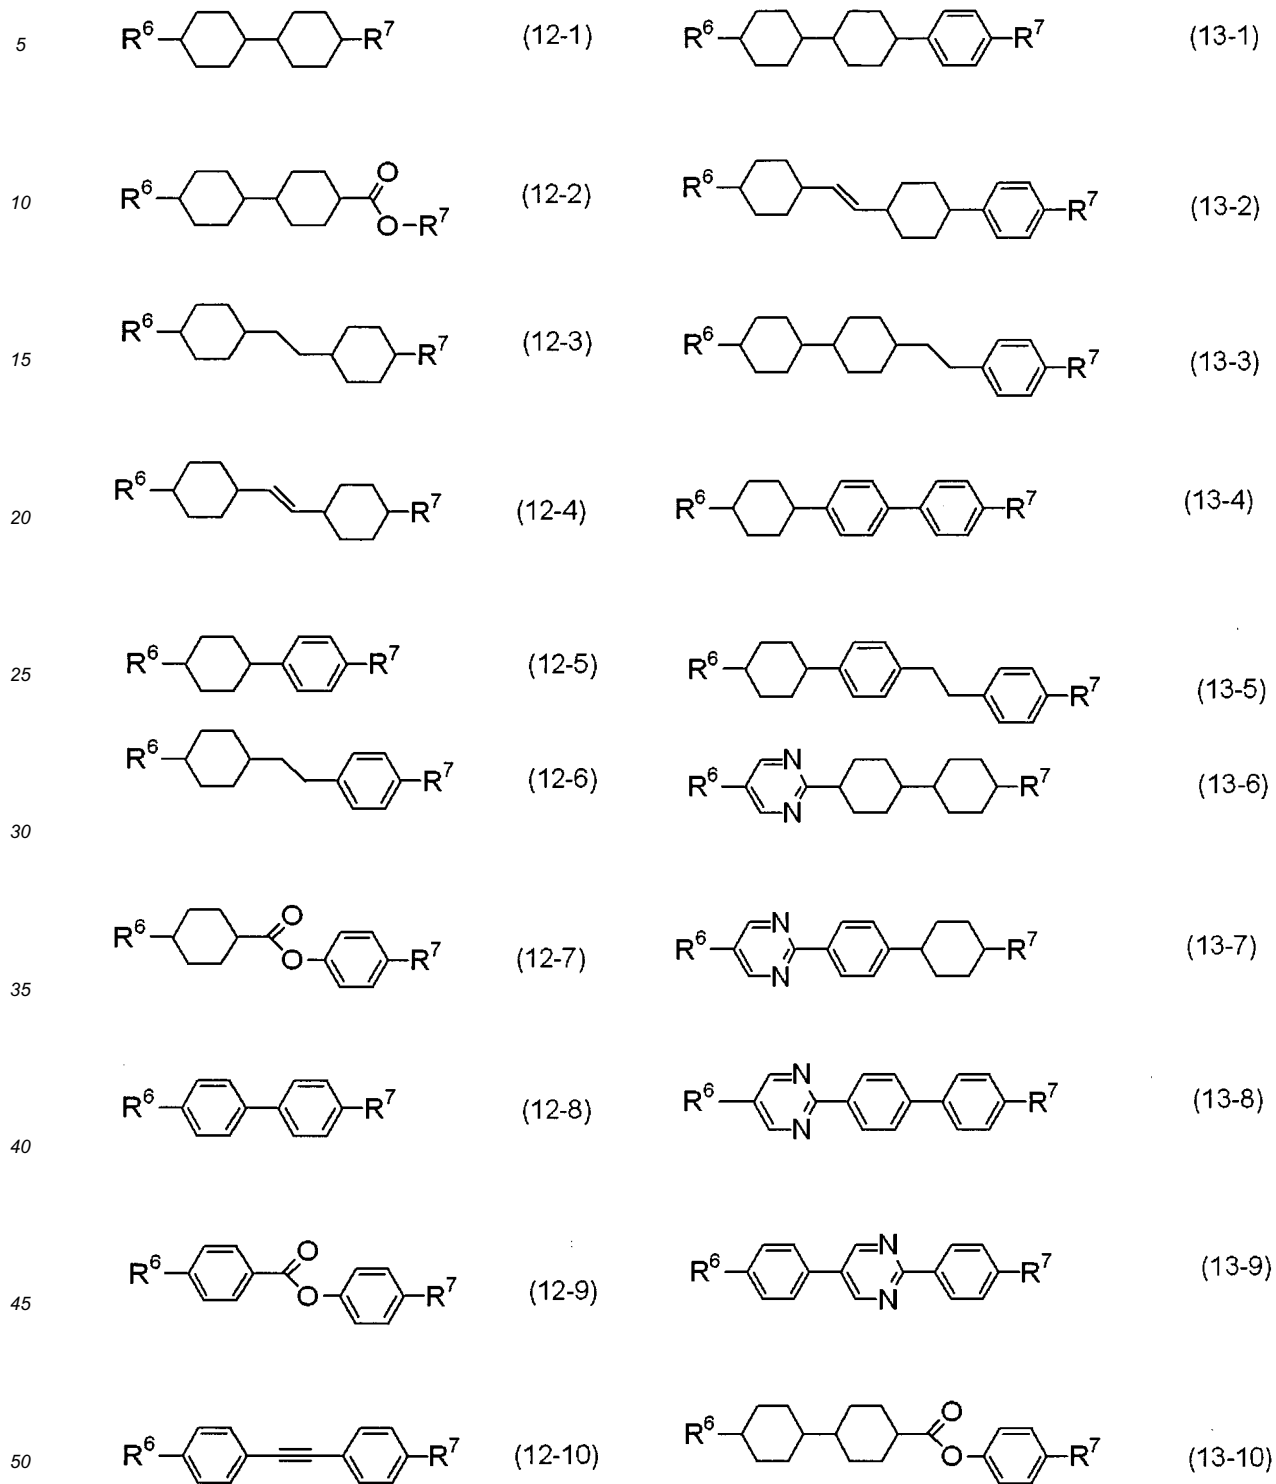 5 R⁶ R⁷ (12-1) R⁶ R⁷ (13-1)
10 R⁶ O O R⁷ (12-2) R⁶ R⁷ (13-2)
15 R⁶ R⁷ (12-3) R⁶ R⁷ (13-3)
20 R⁶ R⁷ (12-4) R⁶ R⁷ (13-4)
25 R⁶ R⁷ (12-5) R⁶ R⁷ (13-5)
30 R⁶ R⁷ (12-6) R⁶ N N R⁷ (13-6)
35 R⁶ O O R⁷ (12-7) R⁶ N N R⁷ (13-7)
40 R⁶ R⁷ (12-8) R⁶ N N R⁷ (13-8)
45 R⁶ O O R⁷ (12-9) R⁶ N N R⁷ (13-9)
50 R⁶ R⁷ (12-10) R⁶ O O R⁷ (13-10)